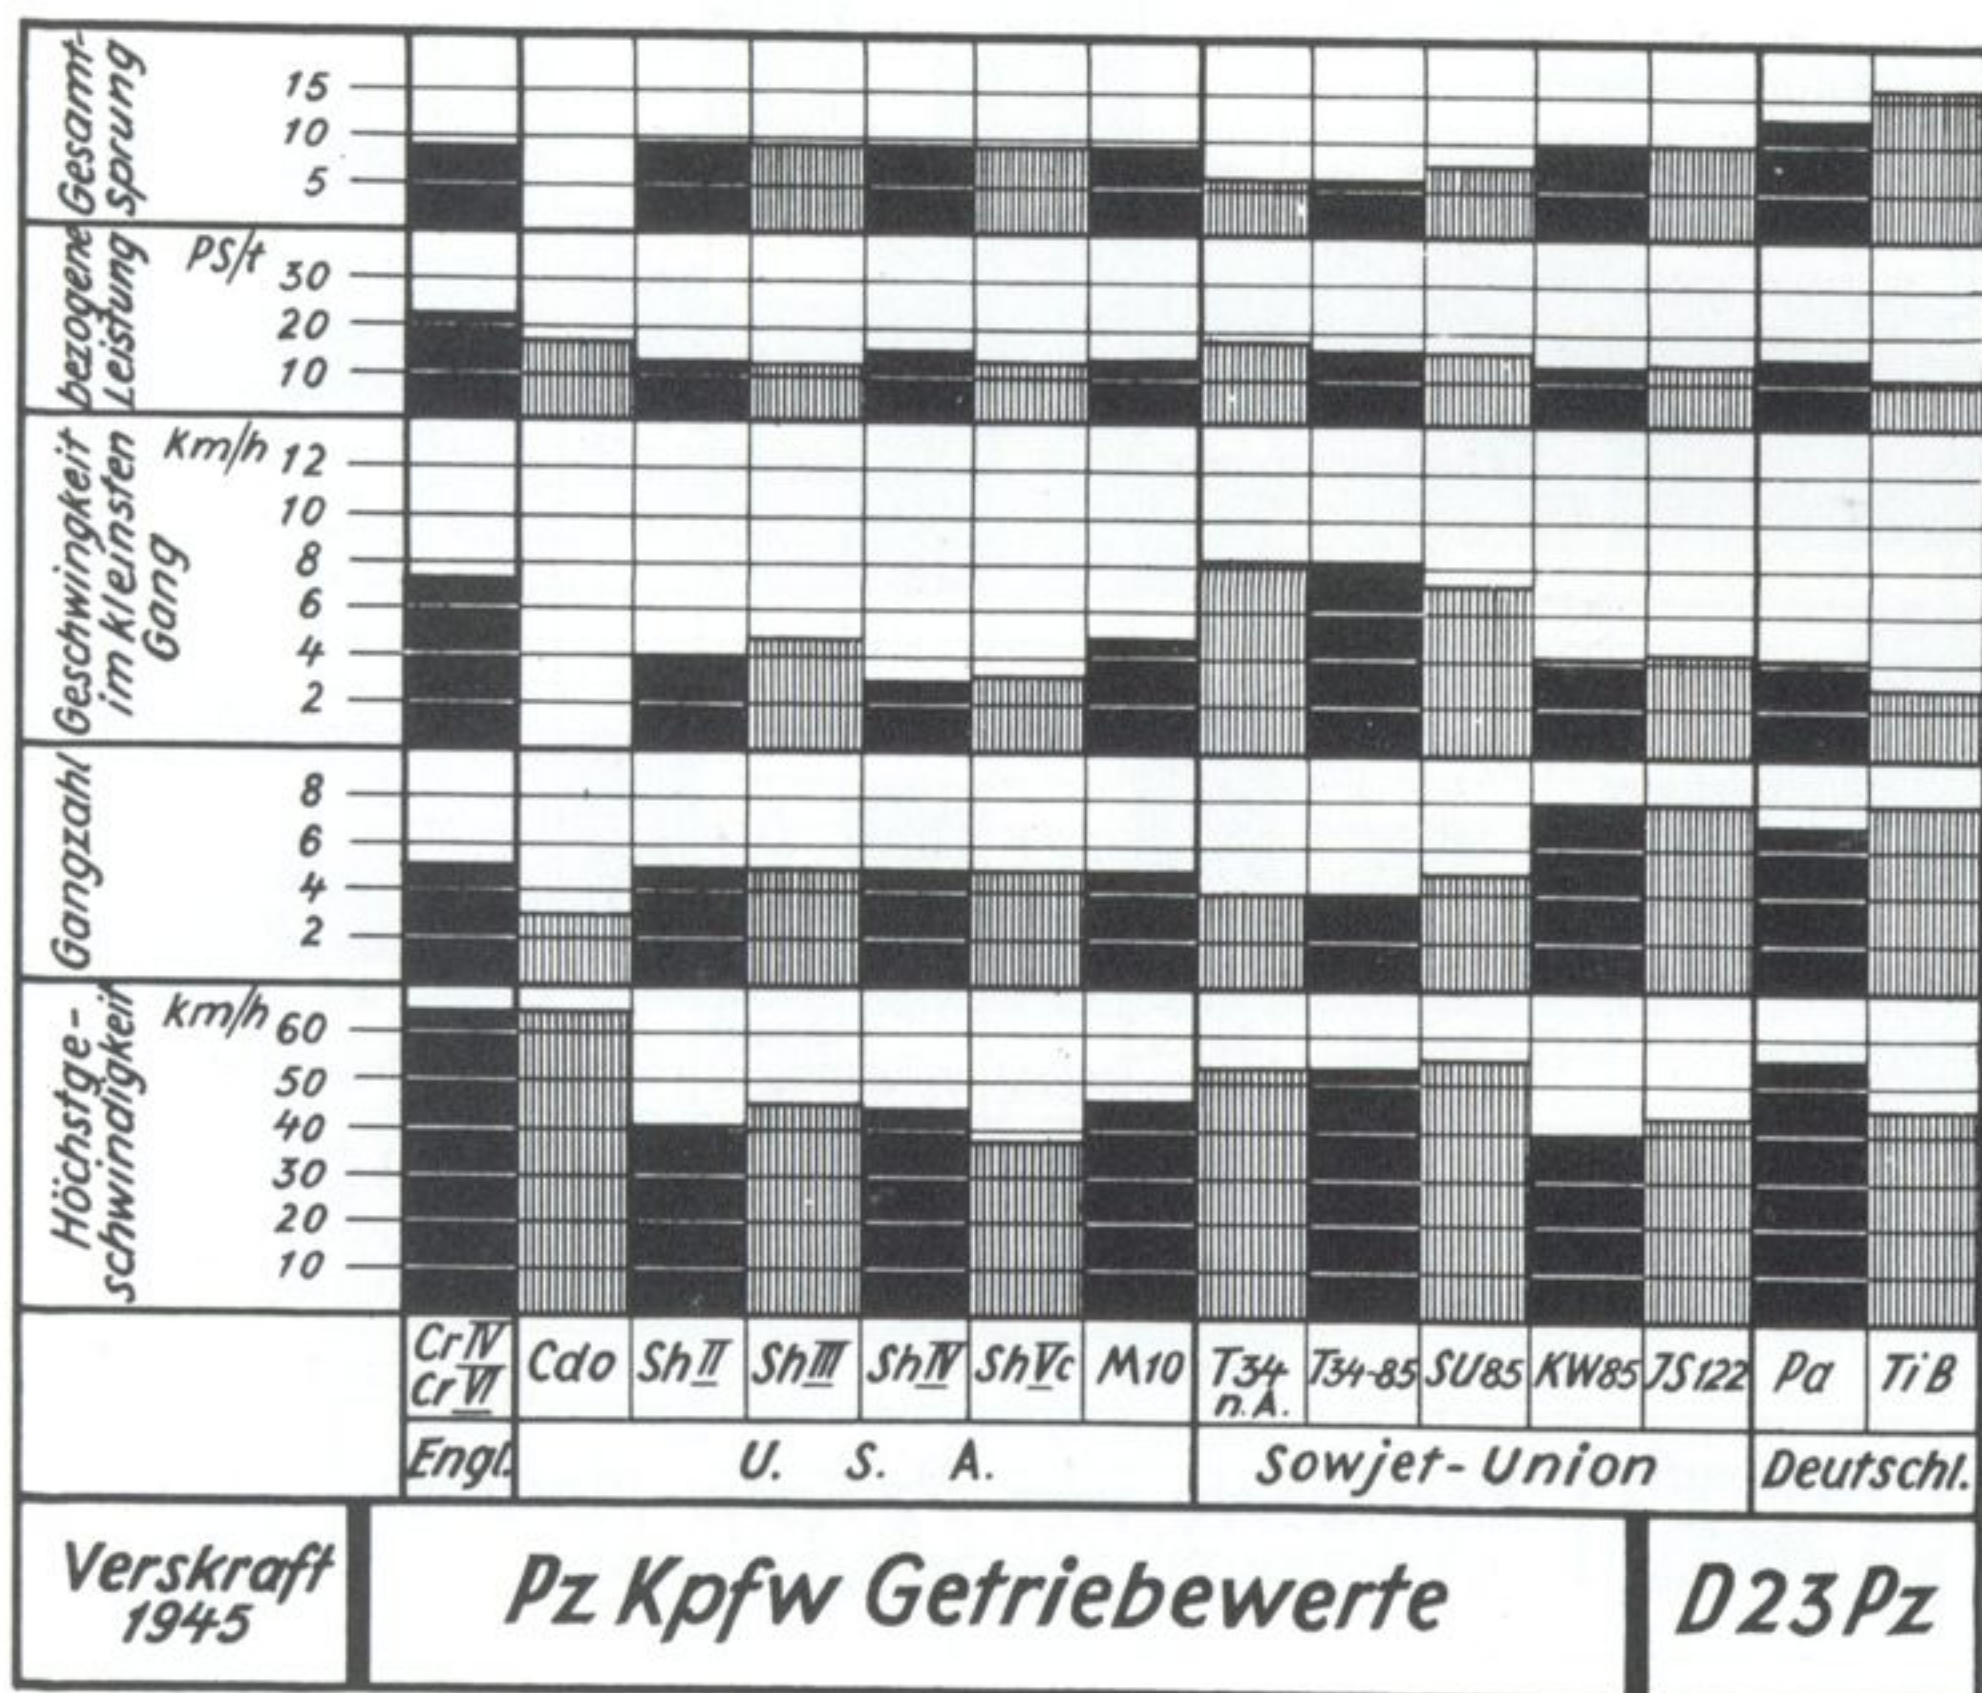 Gesamt-
sprung
15
10
5
bezogene
Leistung
PS/t
30
20
10
Geschwingkeit
im kleinsten
Gang
Km/h 12
10
8
6
4
2
Gangzahl
8
6
4
2
Höchstge-
schwindigkeit
km/h 60
50
40
30
20
10
Cr IV
Cr VI
Cdo
Sh II
Sh III
Sh IV
Sh Vc
M10
T34
n.A.
T34-85
SU85
KW85
JS122
Pa
TiB
Engl.
U. S. A.
Sowjet-Union
Deutschl.
Verskraft
1945
Pz Kpfw Getriebewerte
D23Pz